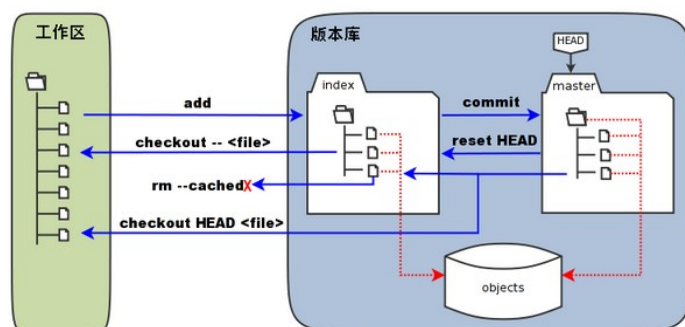 工作区
版本库
HEAD
index
master
add
commit
checkout -- <file>
reset HEAD
rm --cached
X
checkout HEAD <file>
objects